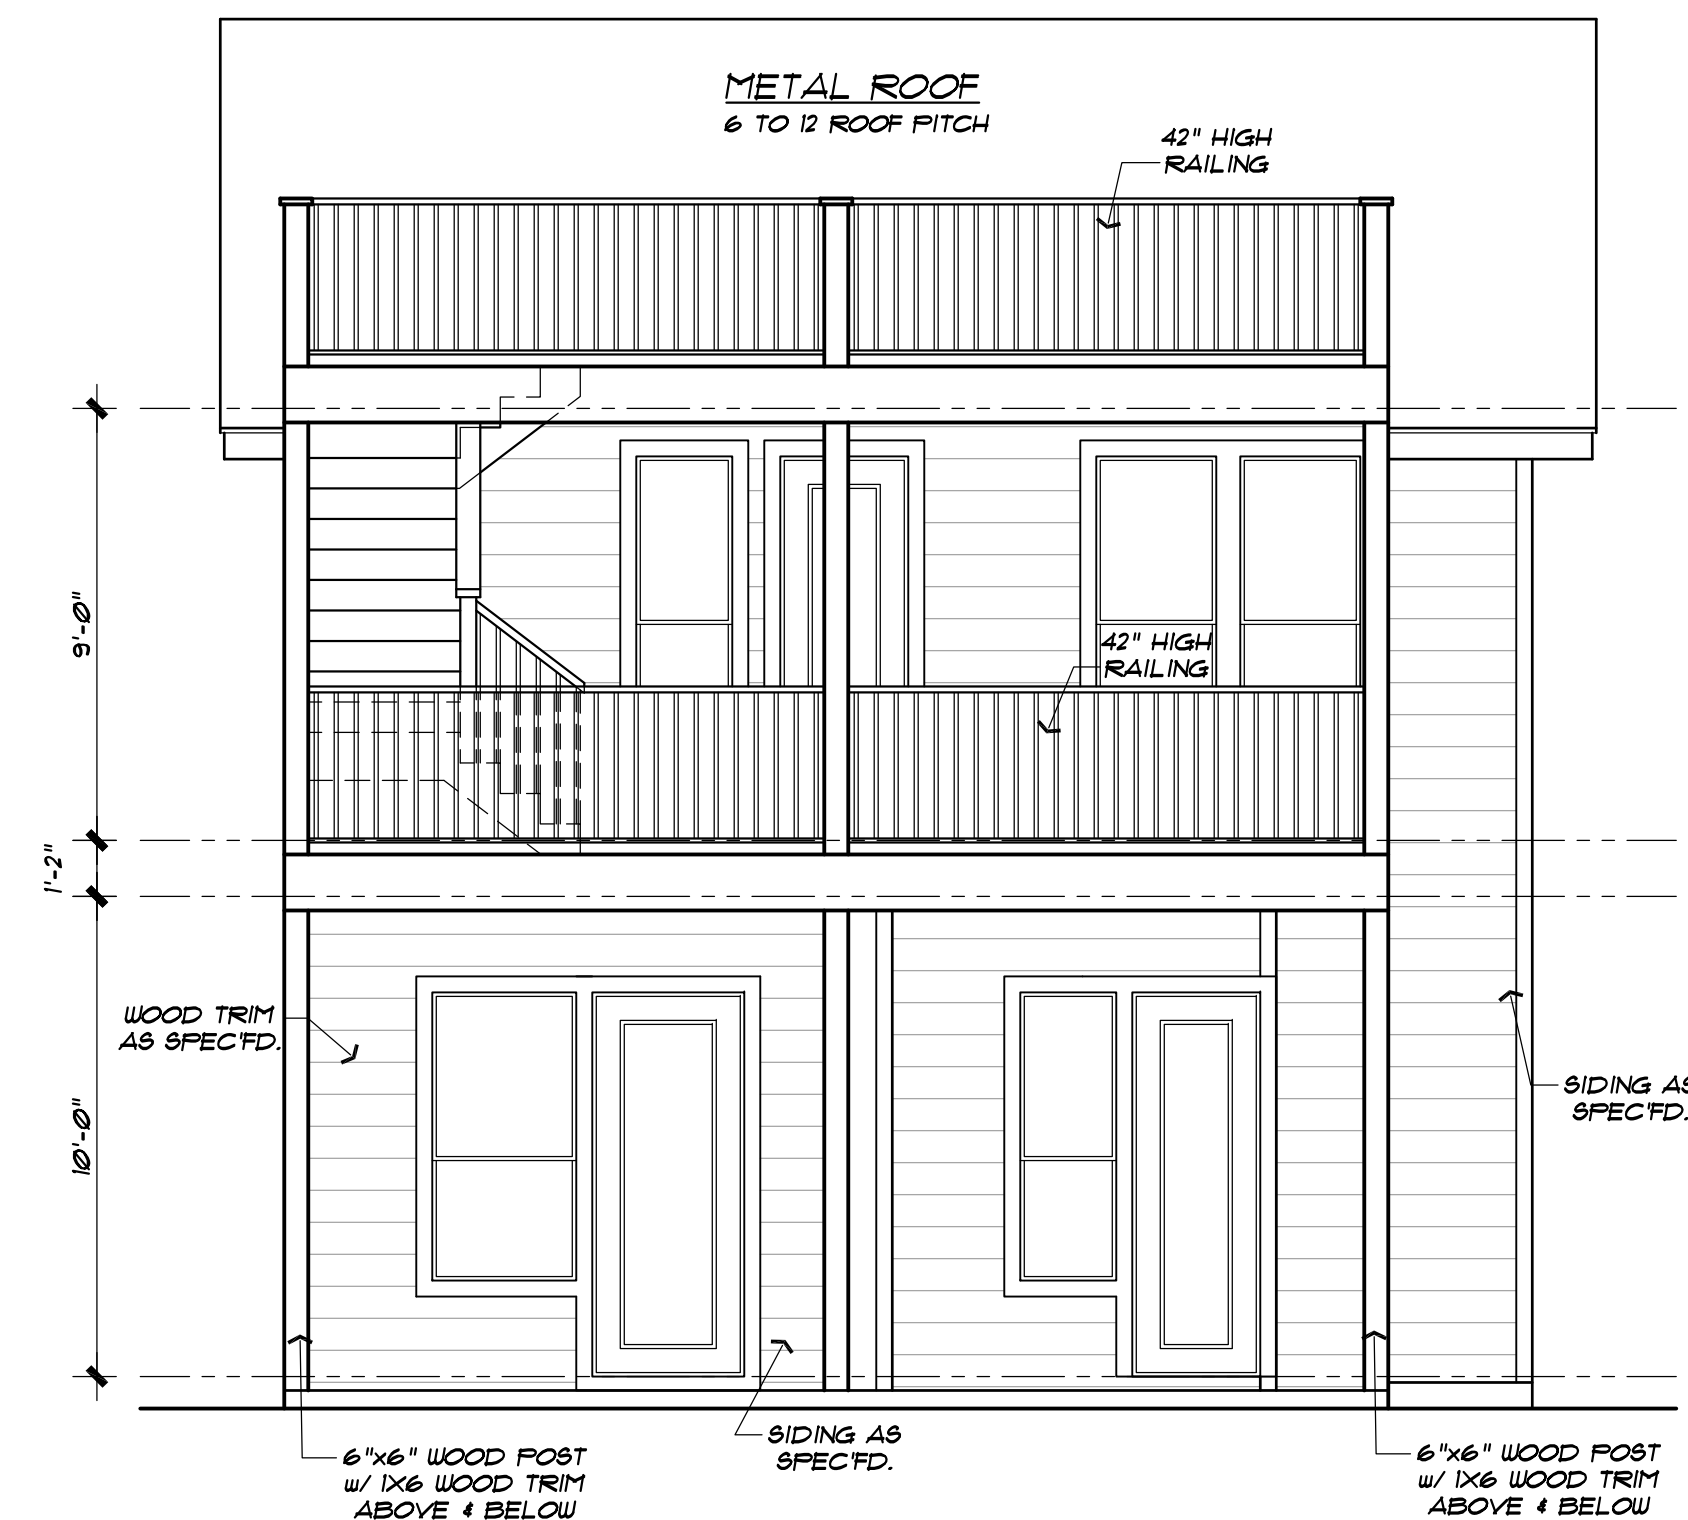 METAL ROOF
6 TO 12 ROOF PITCH
42" HIGH
RAILING
9'-0"
42" HIGH
RAILING
1'-2"
WOOD TRIM
AS SPEC'FD.
10'-0"
SIDING AS
SPEC'FD.
SIDING AS
SPEC'FD.
6"x6" WOOD POST
w/ 1X6 WOOD TRIM
ABOVE & BELOW
6"x6" WOOD POST
w/ 1X6 WOOD TRIM
ABOVE & BELOW